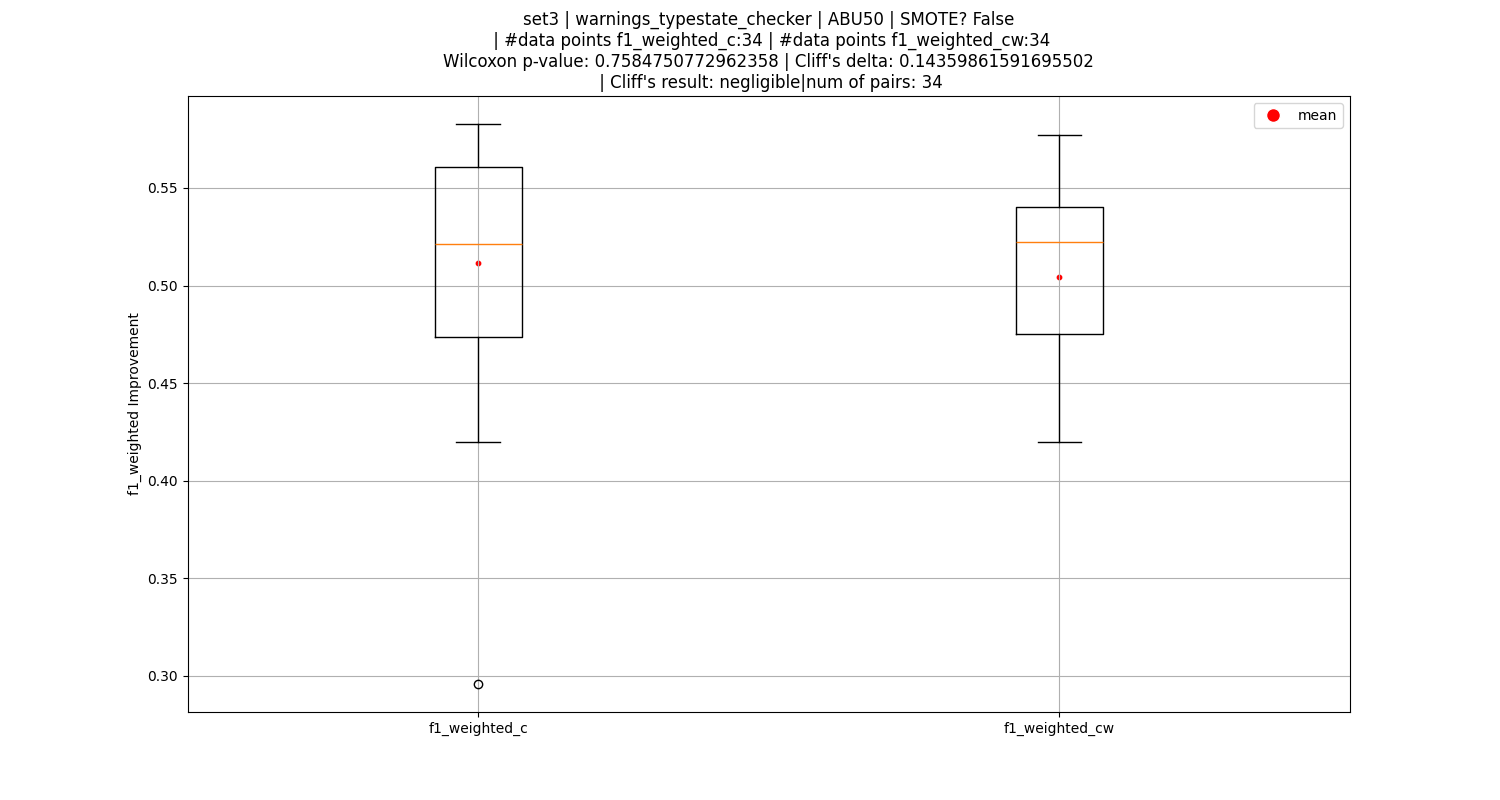 set3 | warnings_typestate_checker | ABU50 | SMOTE? False
| #data points f1_weighted_c:34 | #data points f1_weighted_cw:34
Wilcoxon p-value: 0.7584750772962358 | Cliff's delta: 0.14359861591695502
| Cliff's result: negligible|num of pairs: 34
mean
f1_weighted Improvement
0.55
0.50
0.45
0.40
0.35
0.30
f1_weighted_c
f1_weighted_cw